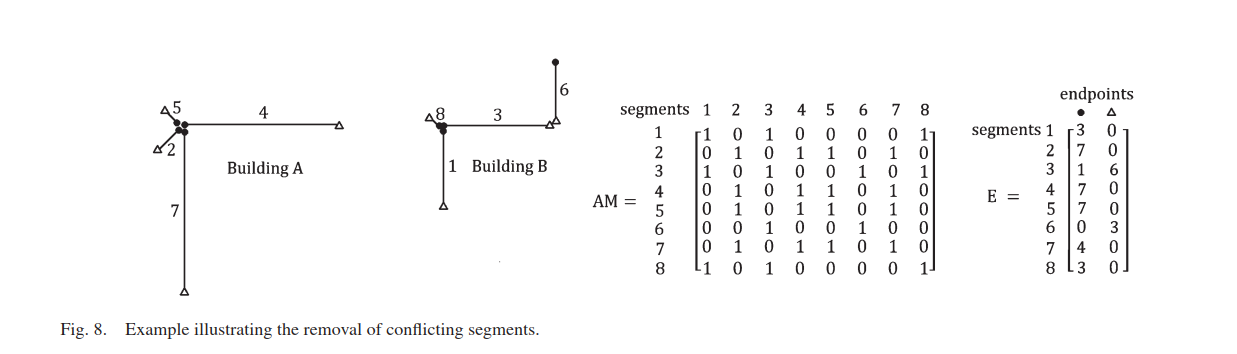 5
4
2
Building A
7
8
3
6
1 Building B
segments 1 2 3 4 5 6 7 8
AM =
1 1 0 1 0 0 0 0 1
2 0 1 0 1 1 0 1 0
3 1 0 1 0 0 1 0 1
4 0 1 0 1 1 0 1 0
5 0 1 0 1 1 0 1 0
6 0 0 1 0 0 1 0 0
7 0 1 0 1 1 0 1 0
8 1 0 1 0 0 0 0 1
endpoints
E =
segments 1 3 0
2 7 0
3 1 6
4 7 0
5 7 0
6 0 3
7 4 0
8 3 0
Fig. 8. Example illustrating the removal of conflicting segments.